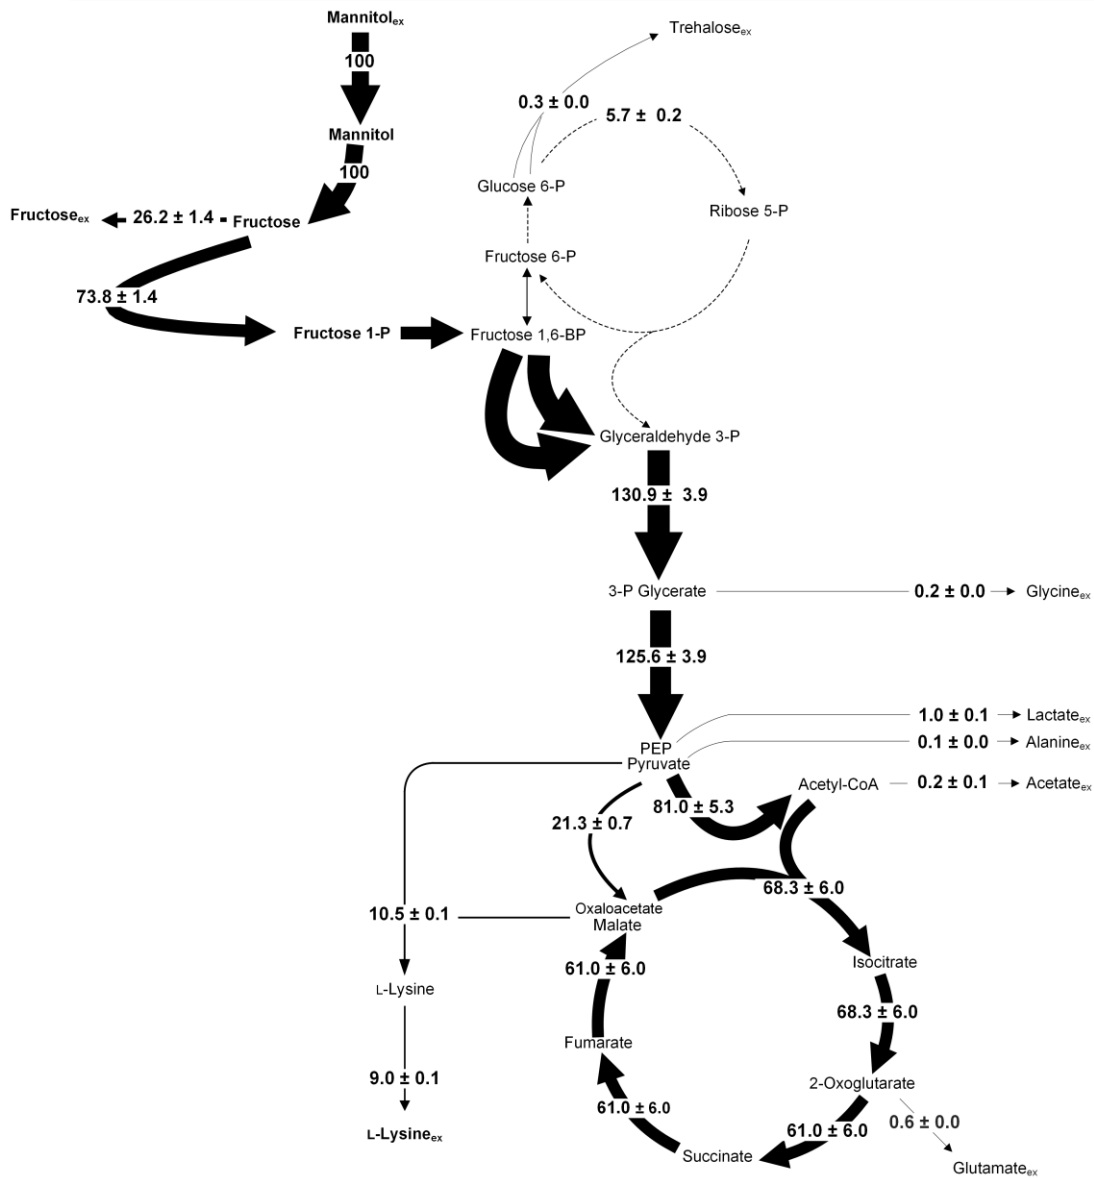 Mannitolex
100
Mannitol
100
Fructoseex
26.2 ± 1.4
Fructose
73.8 ± 1.4
Fructose 1-P
Trehaloseex
0.3 ± 0.0
5.7 ± 0.2
Glucose 6-P
Ribose 5-P
Fructose 6-P
Fructose 1,6-BP
Glyceraldehyde 3-P
130.9 ± 3.9
3-P Glycerate
0.2 ± 0.0
Glycineex
125.6 ± 3.9
1.0 ± 0.1
Lactateex
PEP
Pyruvate
0.1 ± 0.0
Alanineex
Acetyl-CoA
0.2 ± 0.1
Acetateex
81.0 ± 5.3
21.3 ± 0.7
68.3 ± 6.0
10.5 ± 0.1
Oxaloacetate
Malate
Isocitrate
61.0 ± 6.0
L-Lysine
68.3 ± 6.0
Fumarate
9.0 ± 0.1
2-Oxoglutarate
61.0 ± 6.0
61.0 ± 6.0
0.6 ± 0.0
L-Lysineex
Succinate
Glutamateex